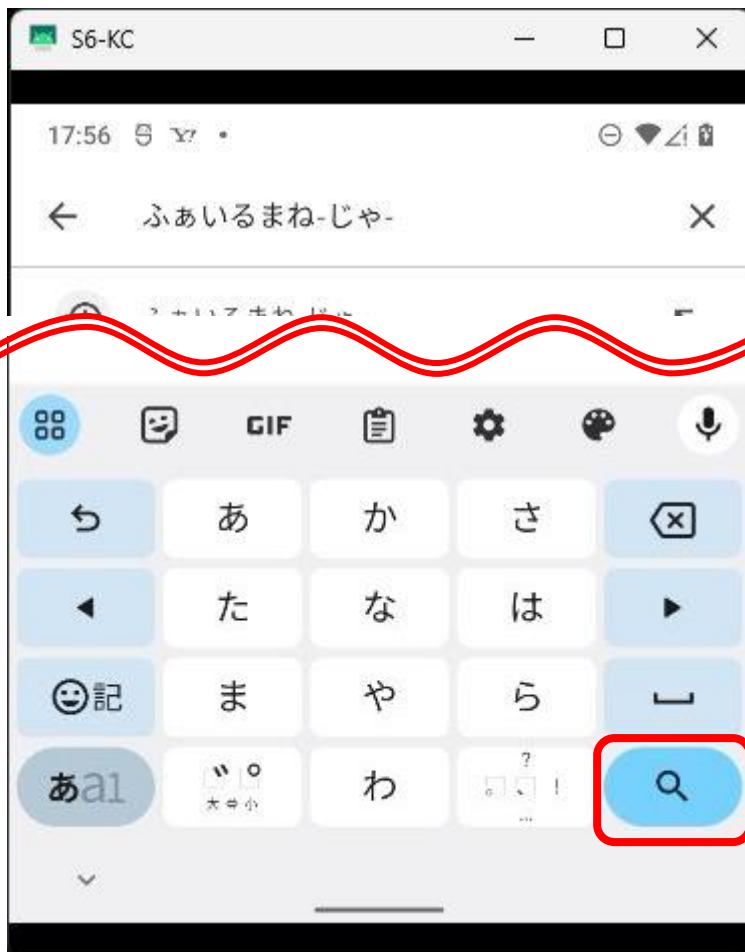 S6-KC
17:56 Y!
ふぁいるまね-じゃ-
GIF
あ か さ
た な は
記 ま や ら
あa1 大⇔小 わ 。、?!…